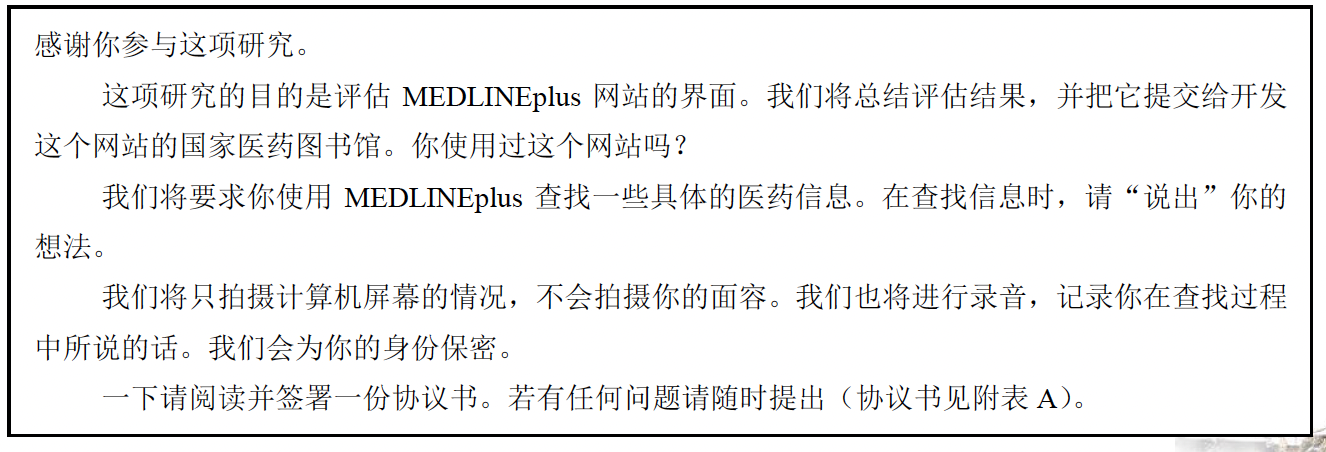 感谢你参与这项研究。
这项研究的目的是评估 MEDLINEplus 网站的界面。我们将总结评估结果，并把它提交给开发
这个网站的国家医药图书馆。你使用过这个网站吗？
我们将要求你使用 MEDLINEplus 查找一些具体的医药信息。在查找信息时，请“说出”你的
想法。
我们将只拍摄计算机屏幕的情况，不会拍摄你的面容。我们也将进行录音，记录你在查找过程
中所说的话。我们会为你的身份保密。
一下请阅读并签署一份协议书。若有任何问题请随时提出（协议书见附表 A）。